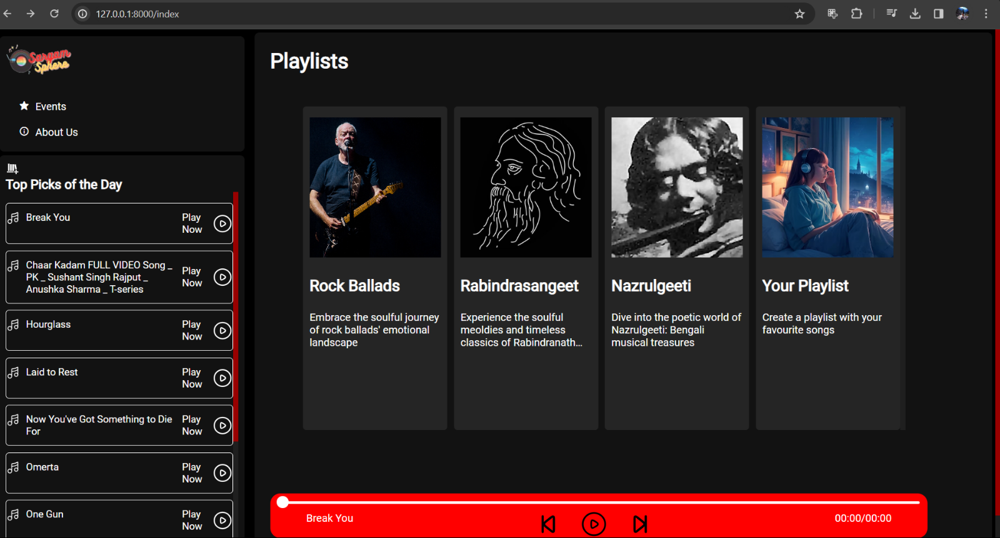 127.0.0.1:8000/index
Sargam
Sphere
Events
About Us
Top Picks of the Day
Break You
Play
Now
Chaar Kadam FULL VIDEO Song _
PK _ Sushant Singh Rajput _
Anushka Sharma _ T-series
Play
Now
Hourglass
Play
Now
Laid to Rest
Play
Now
Now You've Got Something to Die
For
Play
Now
Omerta
Play
Now
One Gun
Play
Now
Playlists
Rock Ballads
Embrace the soulful journey
of rock ballads' emotional
landscape
Rabindrasangeet
Experience the soulful
meoldies and timeless
classics of Rabindranath...
Nazrulgeeti
Dive into the poetic world of
Nazrulgeeti: Bengali
musical treasures
Your Playlist
Create a playlist with your
favourite songs
Break You
00:00/00:00